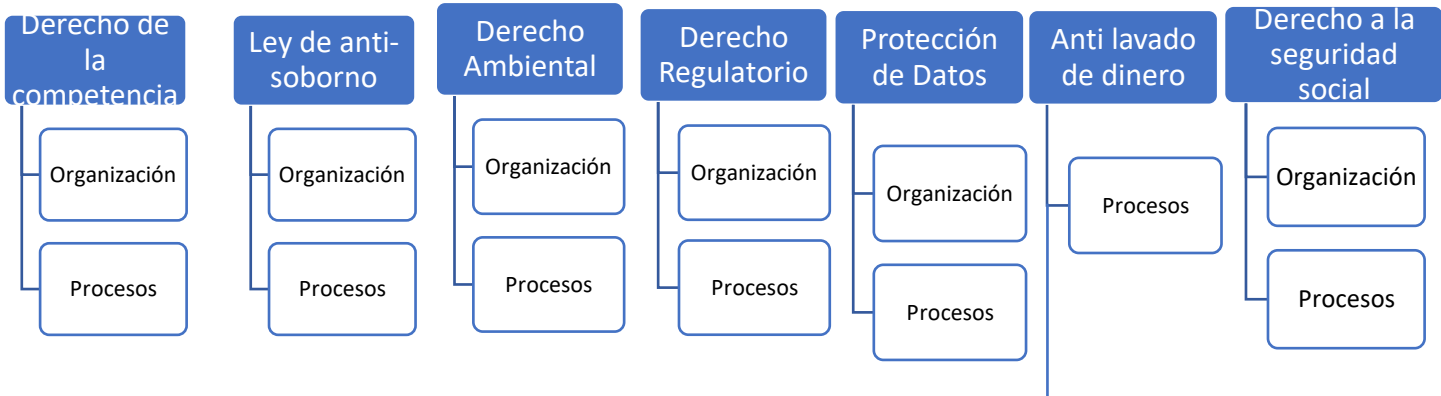 Derecho de
la
competencia
Organización
Procesos
Ley de anti-
soborno
Organización
Procesos
Derecho
Ambiental
Organización
Procesos
Derecho
Regulatorio
Organización
Procesos
Protección
de Datos
Organización
Procesos
Anti lavado
de dinero
Procesos
Derecho a la
seguridad
social
Organización
Procesos